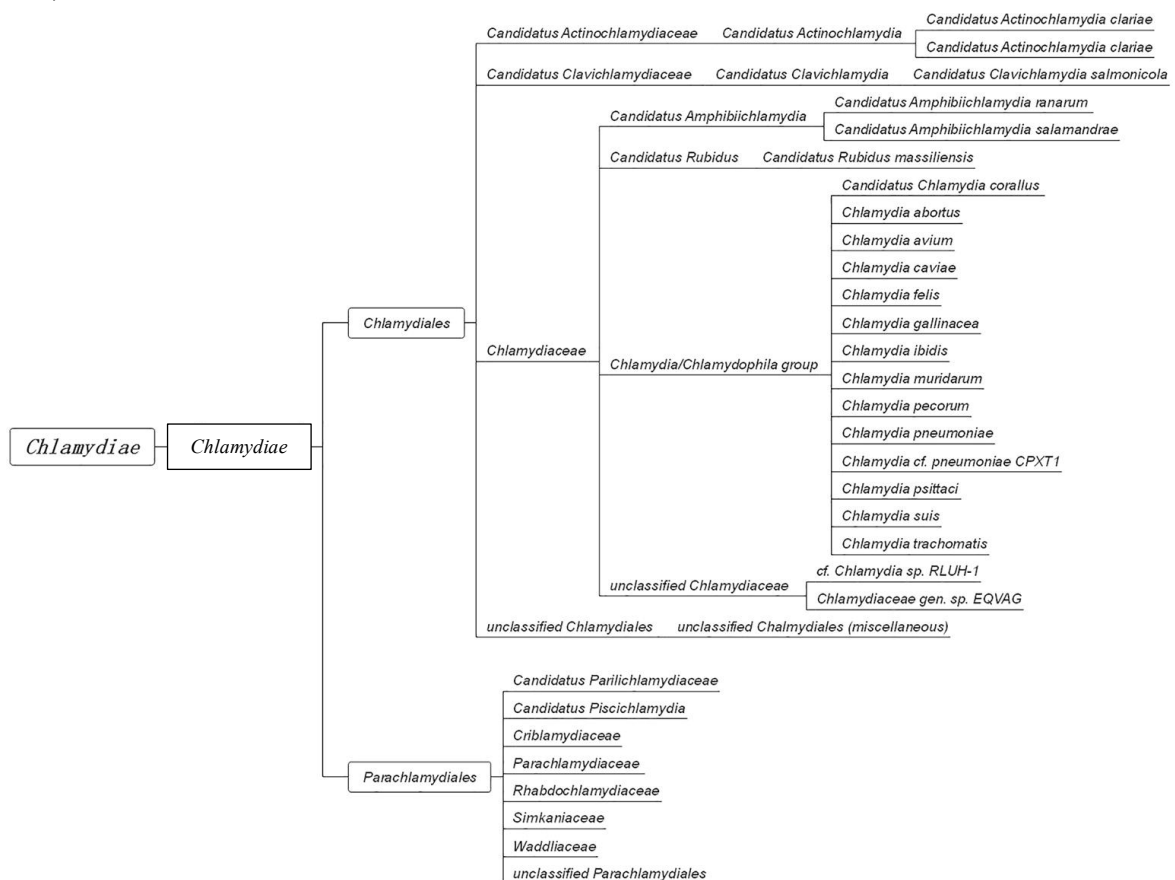 Candidatus Actinochlamydiaceae Candidatus Actinochlamydia Candidatus Actinochlamydia clariae
Candidatus Actinochlamydia clariae
Candidatus Clavichlamydiaceae Candidatus Clavichlamydia Candidatus Clavichlamydia salmonicola
Candidatus Amphibiichlamydia Candidatus Amphibiichlamydia ranarum
Candidatus Amphibiichlamydia salamandrae
Candidatus Rubidus Candidatus Rubidus massiliensis
Candidatus Chlamydia corallus
Chlamydia abortus
Chlamydia avium
Chlamydia caviae
Chlamydia felis
Chlamydiales
Chlamydia gallinacea
Chlamydiaceae
Chlamydia ibidis
Chlamydia/Chlamydophila group
Chlamydia muridarum
Chlamydia pecorum
Chlamydia pneumoniae
Chlamydiae Chlamydiae
Chlamydia cf. pneumoniae CPXT1
Chlamydia psittaci
Chlamydia suis
Chlamydia trachomatis
unclassified Chlamydiaceae cf. Chlamydia sp. RLUH-1
Chlamydiaceae gen. sp. EQVAG
unclassified Chlamydiales unclassified Chalmydiales (miscellaneous)
Candidatus Parilichlamydiaceae
Candidatus Piscichlamydia
Criblamydiaceae
Parachlamydiaceae
Parachlamydiales
Rhabdochlamydiaceae
Simkaniaceae
Waddliaceae
unclassified Parachlamydiales